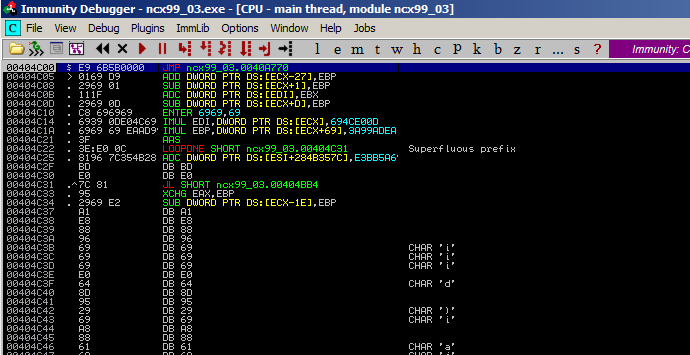 Immunity Debugger - ncx99_03.exe - [CPU - main thread, module ncx99_03]
C File View Debug Plugins ImmLib Options Window Help Jobs
l e m t w h c p k b z r ... s ? Immunity: C
00404C00 $ E9 6B5B0000 JMP ncx99_03.0040A770
00404C05 > 0169 D9 ADD DWORD PTR DS:[ECX-27],EBP
00404C08 . 2969 01 SUB DWORD PTR DS:[ECX+1],EBP
00404C0B . 111F ADC DWORD PTR DS:[EDI],EBX
00404C0D . 2969 0D SUB DWORD PTR DS:[ECX+D],EBP
00404C10 . C8 696969 ENTER 6969,69
00404C14 . 6939 0DE04C69 IMUL EDI,DWORD PTR DS:[ECX],694CE00D
00404C1A . 6969 69 EAAD9 IMUL EBP,DWORD PTR DS:[ECX+69],3A99ADEA
00404C21 . 3F AAS
00404C22 . 3E:E0 0C LOOPDNE SHORT ncx99_03.00404C31 Superfluous prefix
00404C25 . 8196 7C354B28 ADC DWORD PTR DS:[ESI+284B357C],E3BB5A6
00404C2F BD DB BD
00404C30 E0 DB E0
00404C31 .^7C 81 JL SHORT ncx99_03.00404BB4
00404C33 . 95 XCHG EAX,EBP
00404C34 . 2969 E2 SUB DWORD PTR DS:[ECX-1E],EBP
00404C37 A1 DB A1
00404C38 E8 DB E8
00404C39 88 DB 88
00404C3A 96 DB 96
00404C3B 69 DB 69 CHAR 'i'
00404C3C 69 DB 69 CHAR 'i'
00404C3D 69 DB 69 CHAR 'i'
00404C3E E0 DB E0
00404C3F 64 DB 64 CHAR 'd'
00404C40 8D DB 8D
00404C41 95 DB 95
00404C42 29 DB 29 CHAR ')'
00404C43 69 DB 69 CHAR 'i'
00404C44 A8 DB A8
00404C45 88 DB 88
00404C46 61 DB 61 CHAR 'a'